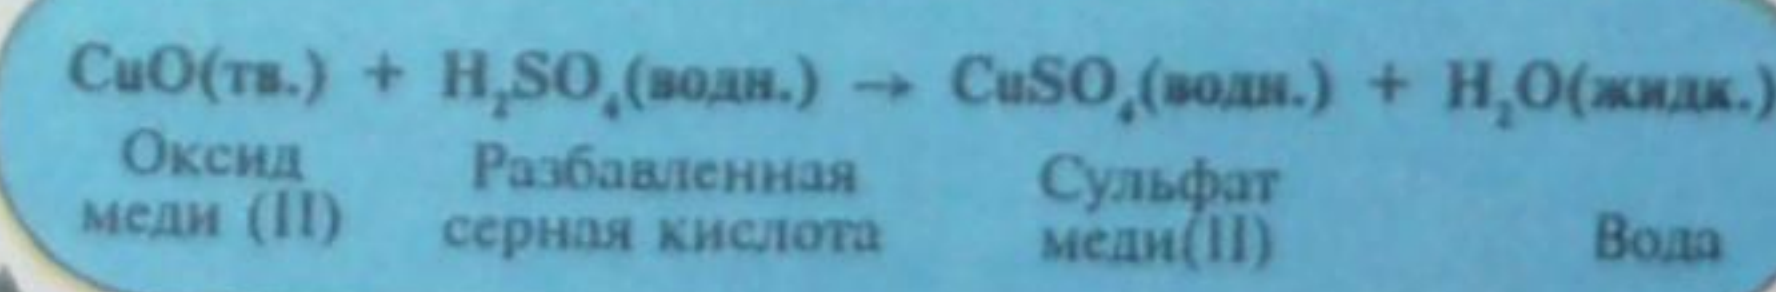 CuO(тв.) + H₂SO₄(водн.) → CuSO₄(водн.) + H₂O(жидк.)
Оксид меди (II)
Разбавленная серная кислота
Сульфат меди(II)
Вода